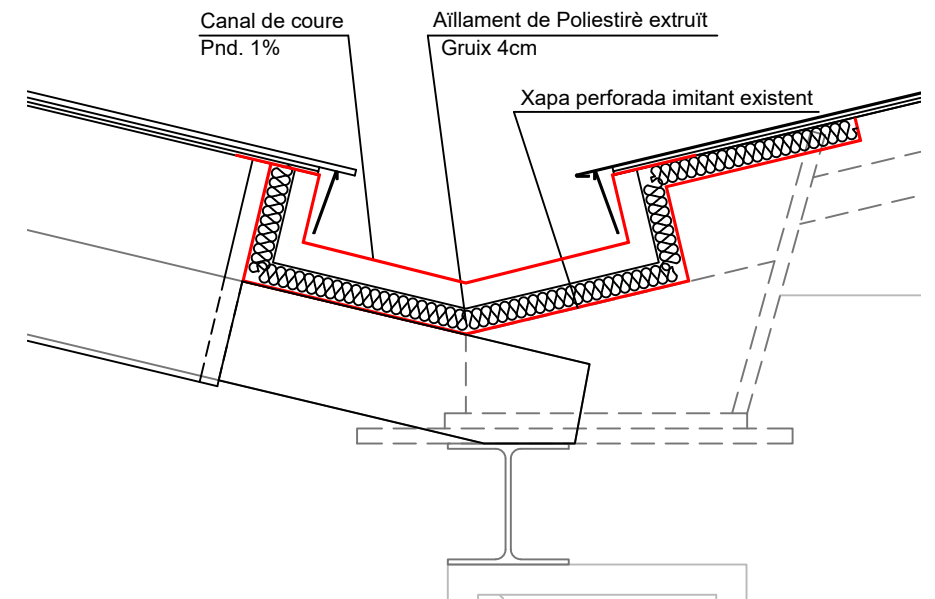 Canal de coure
Pnd. 1%
Aïllament de Poliestirè extruït
Gruix 4cm
Xapa perforada imitant existent